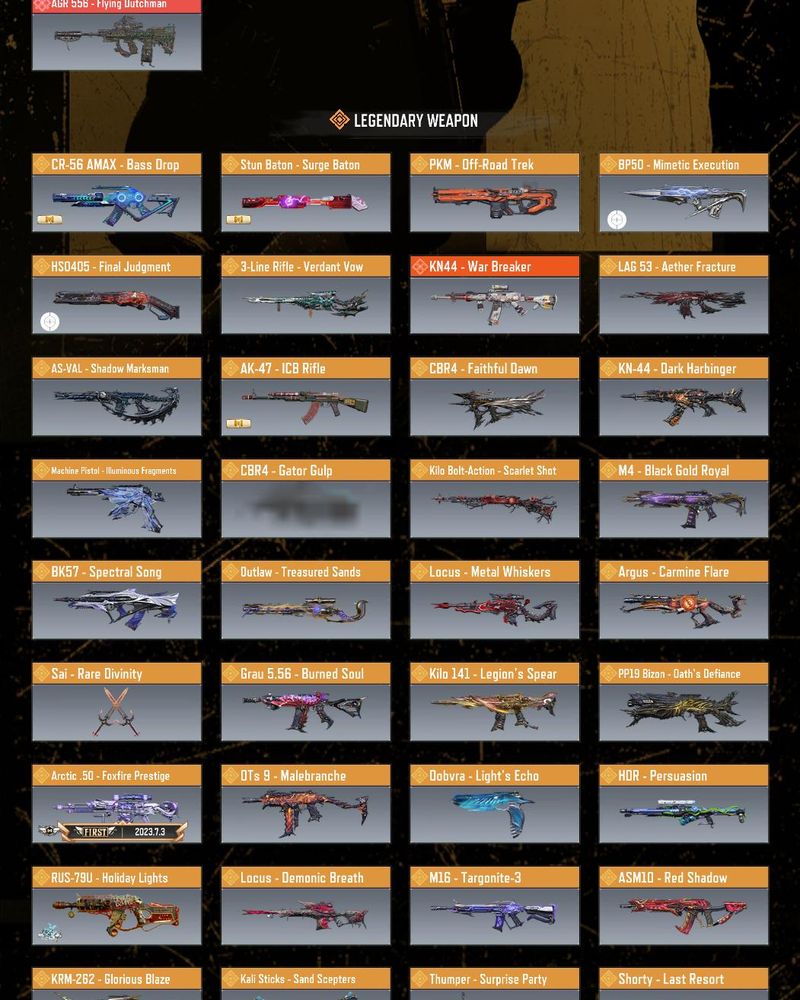 AGR 556 - Flying Dutchman
LEGENDARY WEAPON
CR-56 AMAX - Bass Drop
Stun Baton - Surge Baton
PKM - Off-Road Trek
BP50 - Mimetic Execution
HS0405 - Final Judgment
3-Line Rifle - Verdant Vow
KN44 - War Breaker
LAG 53 - Aether Fracture
AS-VAL - Shadow Marksman
AK-47 - ICB Rifle
CBR4 - Faithful Dawn
KN-44 - Dark Harbinger
Machine Pistol - Illuminous Fragments
CBR4 - Gator Gulp
Kilo Bolt-Action - Scarlet Shot
M4 - Black Gold Royal
BK57 - Spectral Song
Outlaw - Treasured Sands
Locus - Metal Whiskers
Argus - Carmine Flare
Sai - Rare Divinity
Grau 5.56 - Burned Soul
Kilo 141 - Legion's Spear
PP19 Bizon - Oath's Defiance
Arctic .50 - Foxfire Prestige
FIRST 2023.7.3
OTs 9 - Malebranche
Dobvra - Light's Echo
HDR - Persuasion
RUS-79U - Holiday Lights
Locus - Demonic Breath
M16 - Targonite-3
ASM10 - Red Shadow
KRM-262 - Glorious Blaze
Kali Sticks - Sand Scepters
Thumper - Surprise Party
Shorty - Last Resort